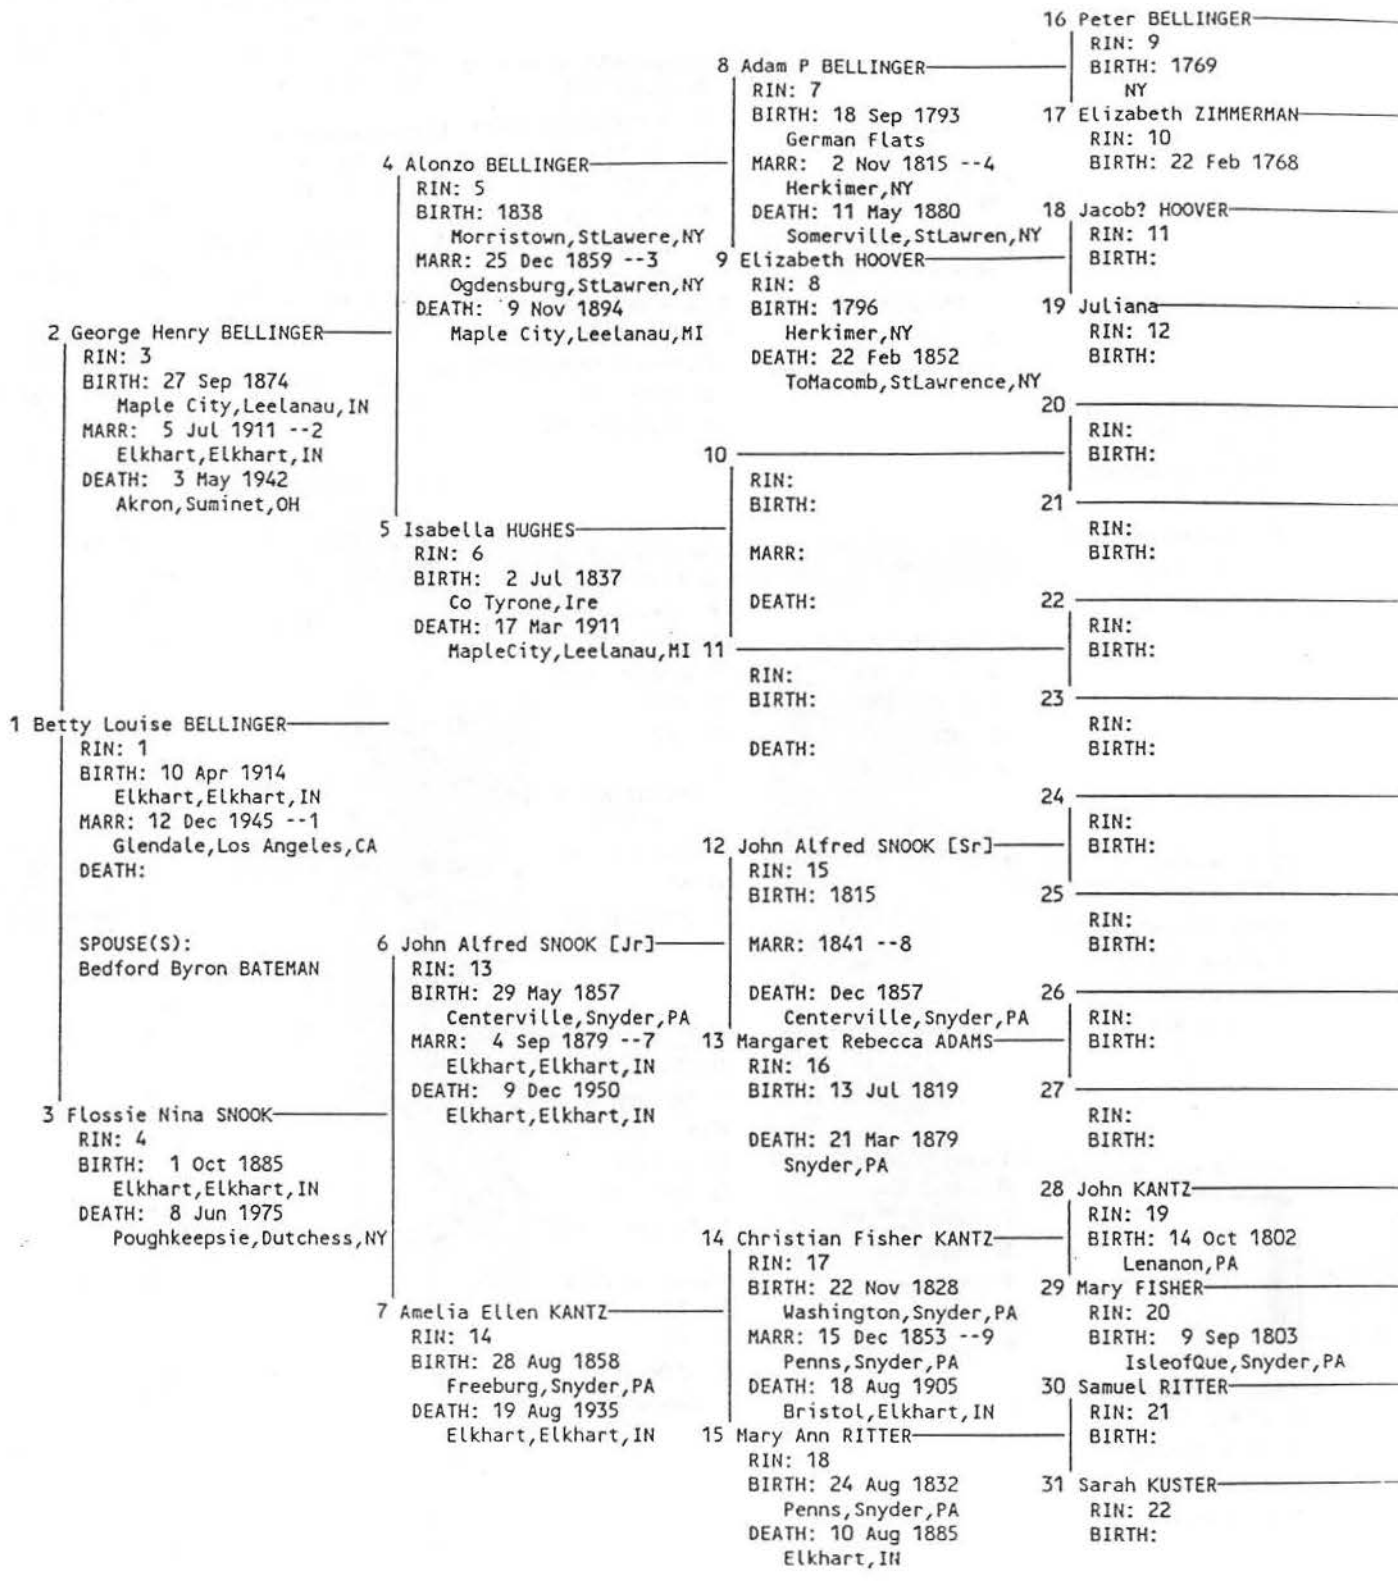 16 Peter BELLINGER
RIN: 9
BIRTH: 1769
NY
8 Adam P BELLINGER
RIN: 7
BIRTH: 18 Sep 1793
German Flats
MARR: 2 Nov 1815 --4
Herkimer,NY
DEATH: 11 May 1880
Somerville,StLawren,NY
17 Elizabeth ZIMMERMAN
RIN: 10
BIRTH: 22 Feb 1768
4 Alonzo BELLINGER
RIN: 5
BIRTH: 1838
Morristown,StLawere,NY
MARR: 25 Dec 1859 --3
Ogdensburg,StLawren,NY
DEATH: 9 Nov 1894
Maple City,Leelanau,MI
18 Jacob? HOOVER
RIN: 11
BIRTH:
9 Elizabeth HOOVER
RIN: 8
BIRTH: 1796
Herkimer,NY
DEATH: 22 Feb 1852
ToMacomb,StLawrence,NY
19 Juliana
RIN: 12
BIRTH:
2 George Henry BELLINGER
RIN: 3
BIRTH: 27 Sep 1874
Maple City,Leelanau,IN
MARR: 5 Jul 1911 --2
Elkhart,Elkhart,IN
DEATH: 3 May 1942
Akron,Suminet,OH
20
RIN:
BIRTH:
10
RIN:
BIRTH:
MARR:
DEATH:
21
RIN:
BIRTH:
5 Isabella HUGHES
RIN: 6
BIRTH: 2 Jul 1837
Co Tyrone,Ire
DEATH: 17 Mar 1911
MapleCity,Leelanau,MI
22
RIN:
BIRTH:
11
RIN:
BIRTH:
DEATH:
23
RIN:
BIRTH:
1 Betty Louise BELLINGER
RIN: 1
BIRTH: 10 Apr 1914
Elkhart,Elkhart,IN
MARR: 12 Dec 1945 --1
Glendale,Los Angeles,CA
DEATH:
SPOUSE(S):
Bedford Byron BATEMAN
24
RIN:
BIRTH:
12 John Alfred SNOOK [Sr]
RIN: 15
BIRTH: 1815
MARR: 1841 --8
DEATH: Dec 1857
Centerville,Snyder,PA
25
RIN:
BIRTH:
6 John Alfred SNOOK [Jr]
RIN: 13
BIRTH: 29 May 1857
Centerville,Snyder,PA
MARR: 4 Sep 1879 --7
Elkhart,Elkhart,IN
DEATH: 9 Dec 1950
Elkhart,Elkhart,IN
26
RIN:
BIRTH:
13 Margaret Rebecca ADAMS
RIN: 16
BIRTH: 13 Jul 1819
DEATH: 21 Mar 1879
Snyder,PA
27
RIN:
BIRTH:
3 Flossie Nina SNOOK
RIN: 4
BIRTH: 1 Oct 1885
Elkhart,Elkhart,IN
DEATH: 8 Jun 1975
Poughkeepsie,Dutchess,NY
28 John KANTZ
RIN: 19
BIRTH: 14 Oct 1802
Lenanon,PA
14 Christian Fisher KANTZ
RIN: 17
BIRTH: 22 Nov 1828
Washington,Snyder,PA
MARR: 15 Dec 1853 --9
Penns,Snyder,PA
DEATH: 18 Aug 1905
Bristol,Elkhart,IN
29 Mary FISHER
RIN: 20
BIRTH: 9 Sep 1803
IsleofQue,Snyder,PA
7 Amelia Ellen KANTZ
RIN: 14
BIRTH: 28 Aug 1858
Freeburg,Snyder,PA
DEATH: 19 Aug 1935
Elkhart,Elkhart,IN
30 Samuel RITTER
RIN: 21
BIRTH:
15 Mary Ann RITTER
RIN: 18
BIRTH: 24 Aug 1832
Penns,Snyder,PA
DEATH: 10 Aug 1885
Elkhart,IN
31 Sarah KUSTER
RIN: 22
BIRTH: